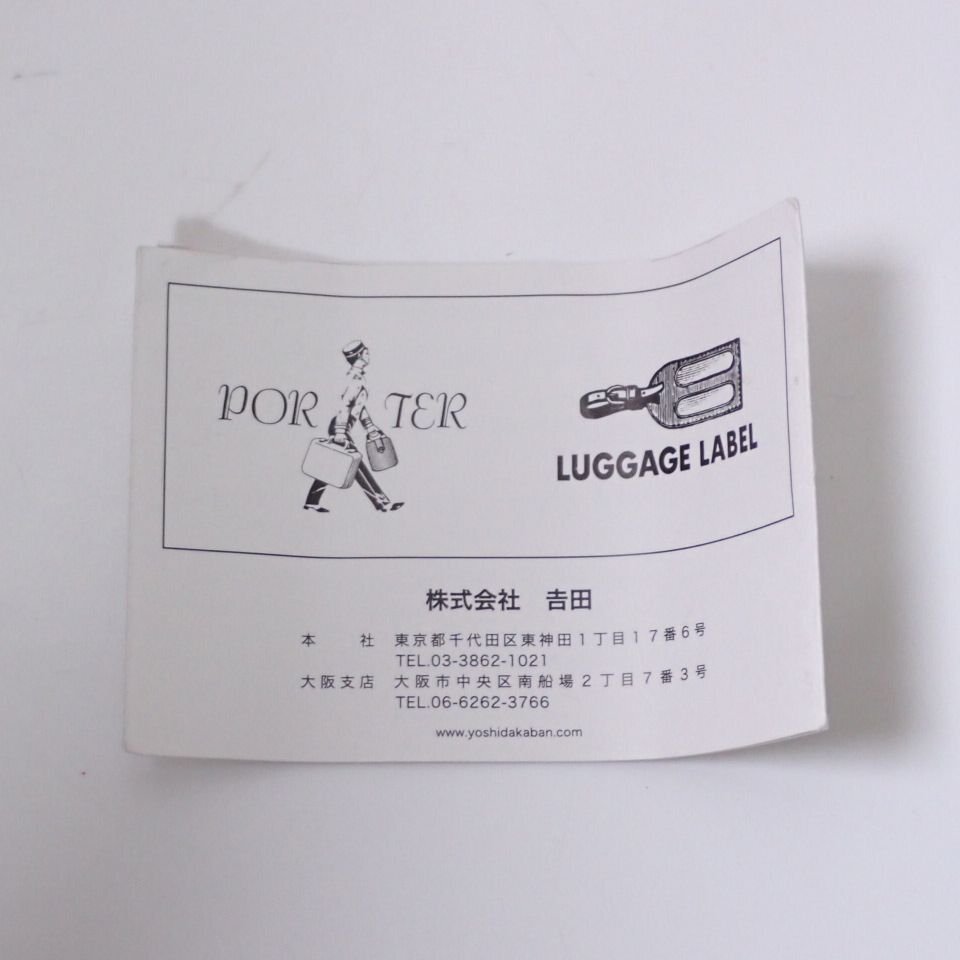 PORTER
LUGGAGE LABEL
株式会社 𠮷田
本 社 東京都千代田区東神田1丁目17番6号
TEL.03-3862-1021
大阪支店 大阪市中央区南船場2丁目7番3号
TEL.06-6262-3766
www.yoshidakaban.com